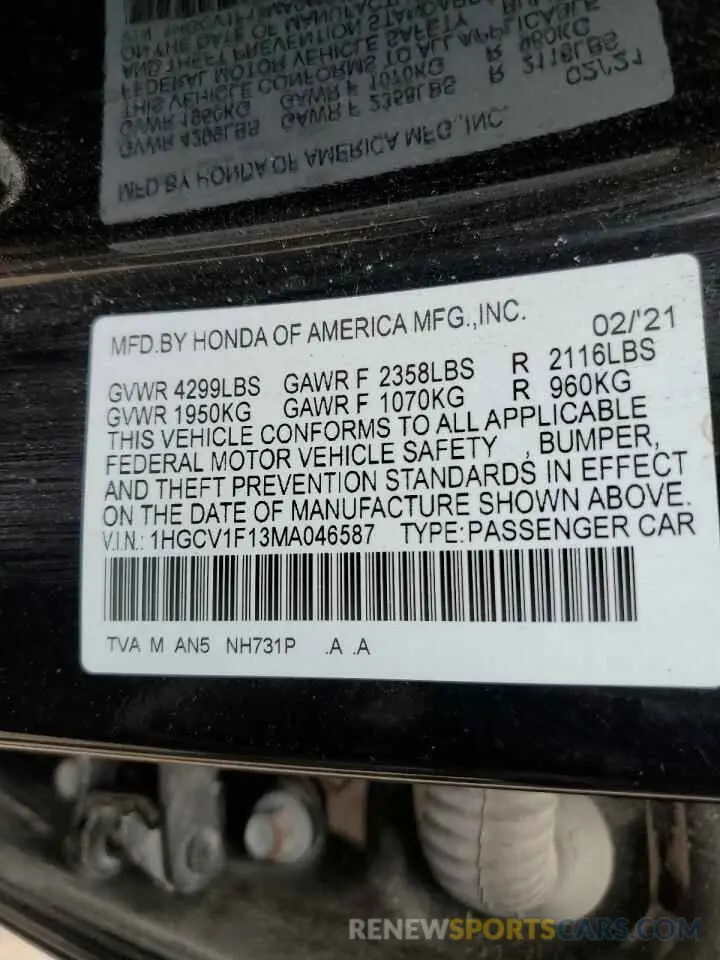 MFD.BY HONDA OF AMERICA MFG.,INC. 02/'21
GVWR 4299LBS GAWR F 2358LBS R 2116LBS
GVWR 1950KG GAWR F 1070KG R 960KG
THIS VEHICLE CONFORMS TO ALL APPLICABLE
FEDERAL MOTOR VEHICLE SAFETY , BUMPER,
AND THEFT PREVENTION STANDARDS IN EFFECT
ON THE DATE OF MANUFACTURE SHOWN ABOVE.
V.I.N.: 1HGCV1F13MA046587 TYPE:PASSENGER CAR
TVA M AN5 NH731P .A .A
RENEWSPORTSCARS.COM